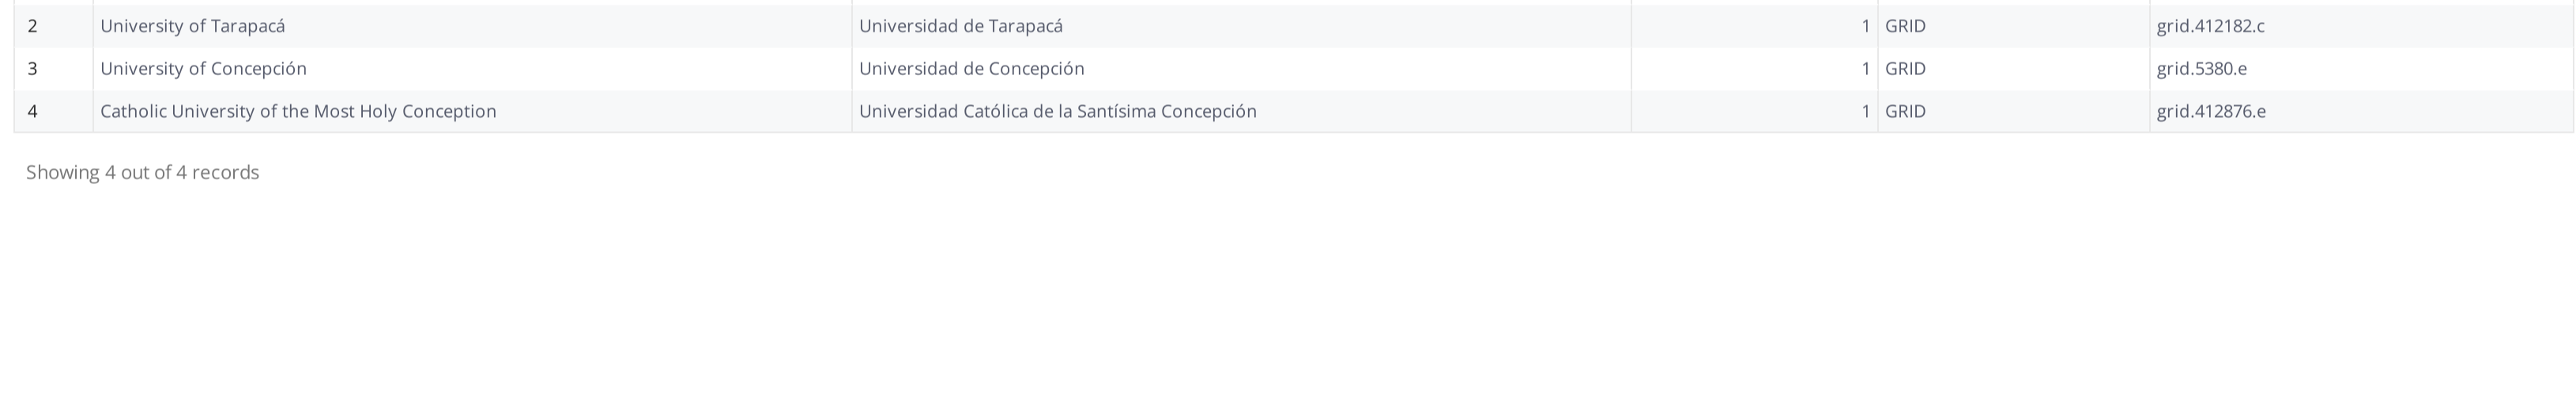 2 University of Tarapacá Universidad de Tarapacá 1 GRID grid.412182.c
3 University of Concepción Universidad de Concepción 1 GRID grid.5380.e
4 Catholic University of the Most Holy Conception Universidad Católica de la Santísima Concepción 1 GRID grid.412876.e
Showing 4 out of 4 records